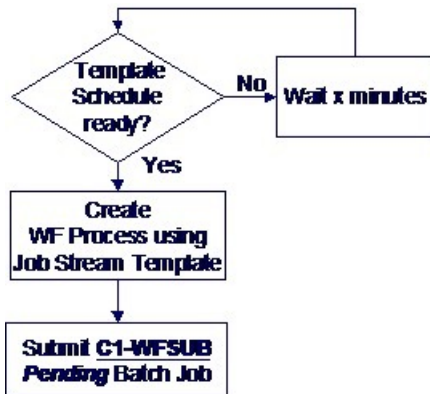 Template
Schedule
ready?
No
Wait x minutes
Yes
Create
WF Process using
Job Stream Template
Submit C1-WFSUB
Pending Batch Job